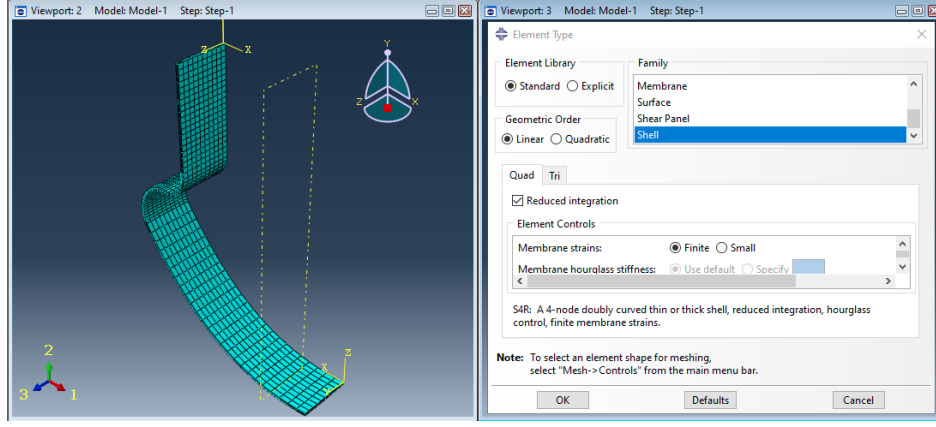 Viewport: 2 Model: Model-1 Step: Step-1
Y
Z X
Y
Z X
Z
X
Y
2
3 1
Viewport: 3 Model: Model-1 Step: Step-1
Element Type
Element Library
Standard Explicit
Geometric Order
Linear Quadratic
Family
Membrane
Surface
Shear Panel
Shell
Quad Tri
Reduced integration
Element Controls
Membrane strains: Finite Small
Membrane hourglass stiffness: Use default Specify
S4R: A 4-node doubly curved thin or thick shell, reduced integration, hourglass
control, finite membrane strains.
Note: To select an element shape for meshing,
select "Mesh->Controls" from the main menu bar.
OK Defaults Cancel